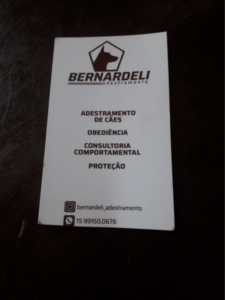 BERNARDELI
adestramento
ADESTRAMENTO
DE CÃES
OBEDIÊNCIA
CONSULTORIA
COMPORTAMENTAL
PROTEÇÃO
bernardeli_adestramento
15 99150.0676